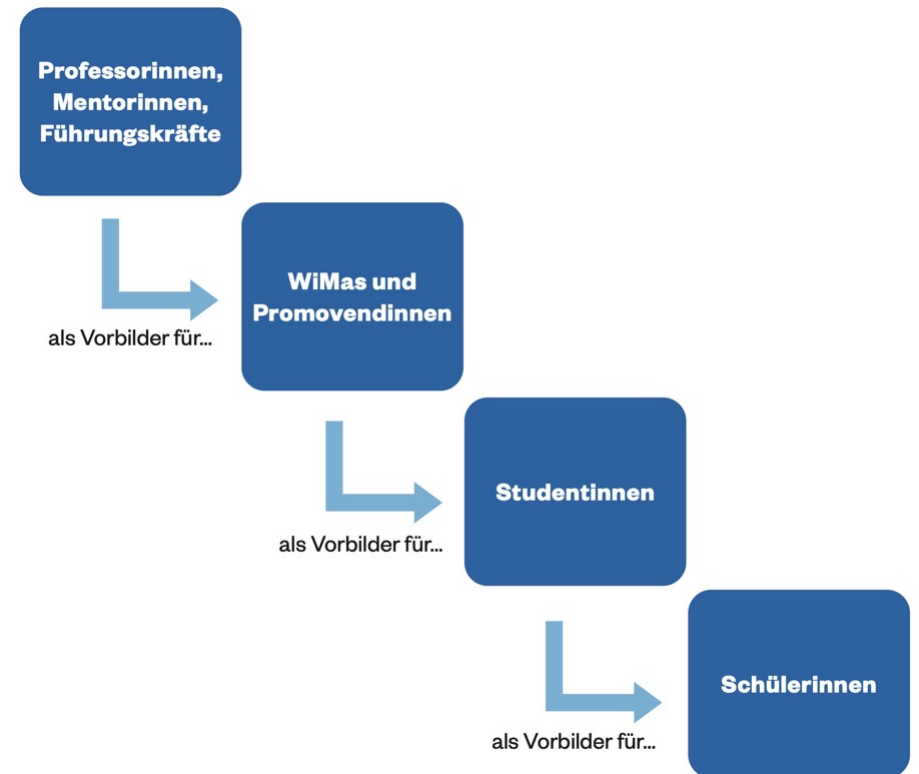 Professorinnen,
Mentorinnen,
Führungskräfte
als Vorbilder für...
WiMas und
Promovendinnen
als Vorbilder für...
Studentinnen
als Vorbilder für...
Schülerinnen